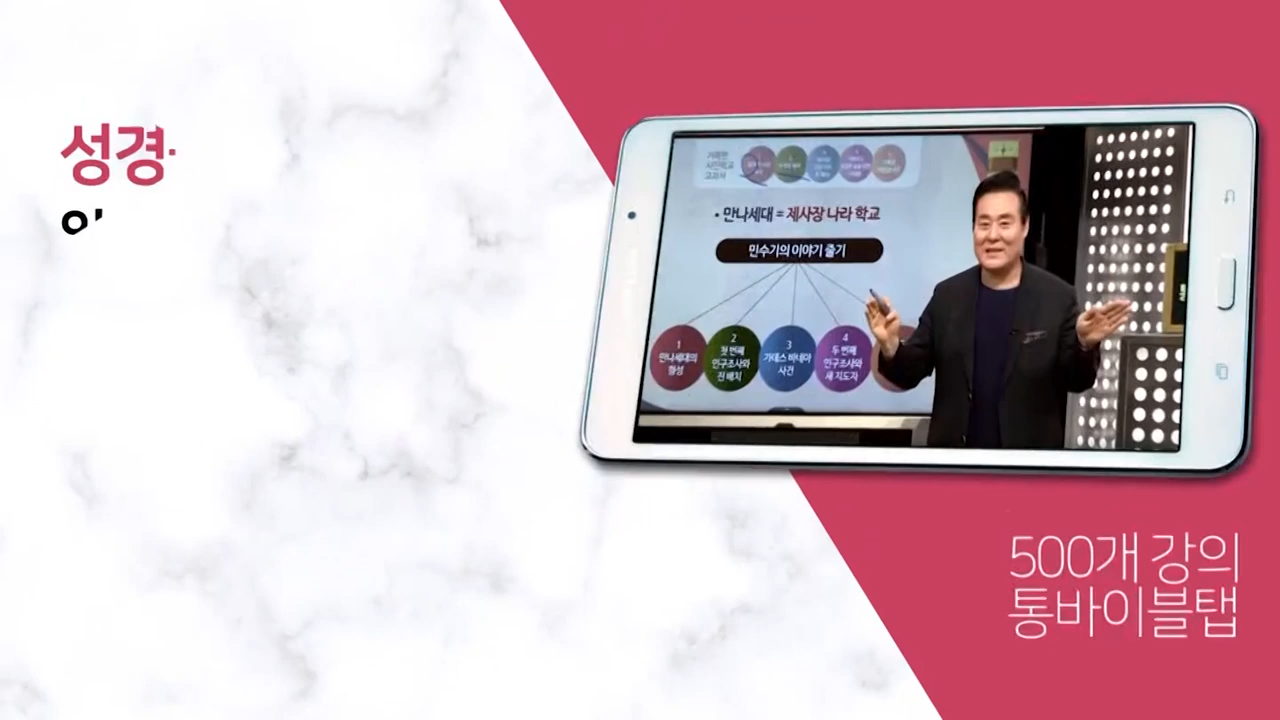 성경
• 만나세대 = 제사장 나라 학교
민수기의 이야기 줄기
1
만나세대의
형성
2
첫 번째
인구조사와
진 배치
3
가데스 바네아
사건
4
두 번째
인구조사와
새 지도자
500개 강의
통바이블탭